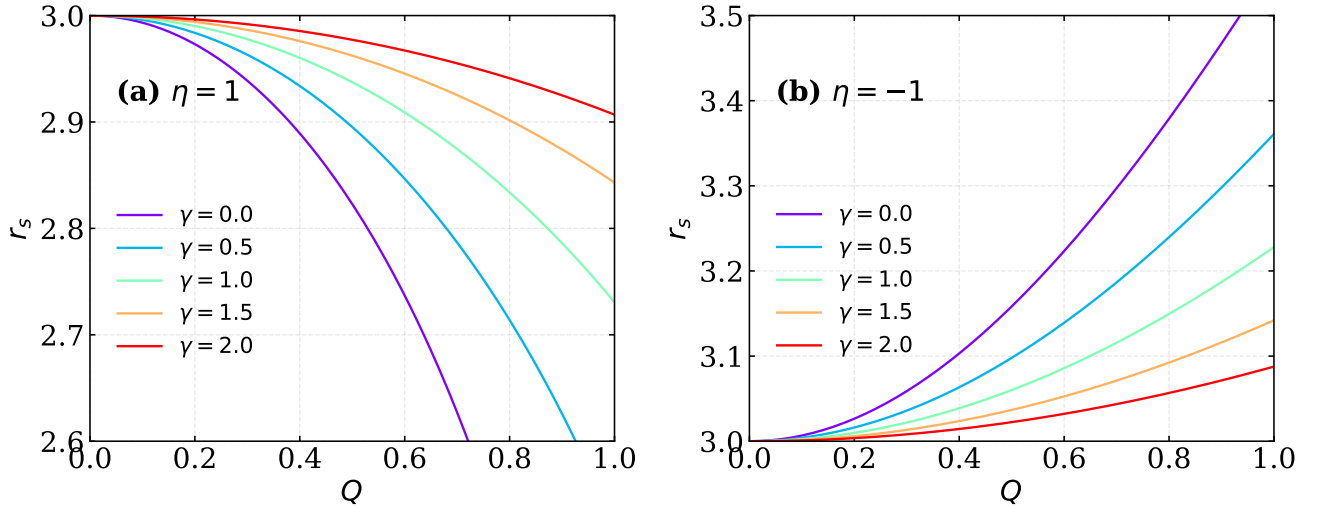 3.0
2.9
2.8
2.7
2.6
r_s
(a) η = 1
γ = 0.0
γ = 0.5
γ = 1.0
γ = 1.5
γ = 2.0
0.0 0.2 0.4 0.6 0.8 1.0
Q
3.5
3.4
3.3
3.2
3.1
3.0
r_s
(b) η = −1
γ = 0.0
γ = 0.5
γ = 1.0
γ = 1.5
γ = 2.0
0.0 0.2 0.4 0.6 0.8 1.0
Q